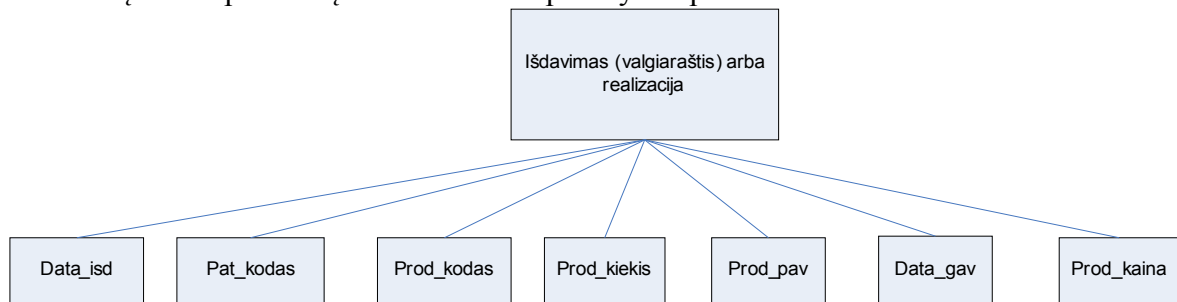 Išdavimas (valgiaraštis) arba
realizacija
Data_isd Pat_kodas Prod_kodas Prod_kiekis Prod_pav Data_gav Prod_kaina